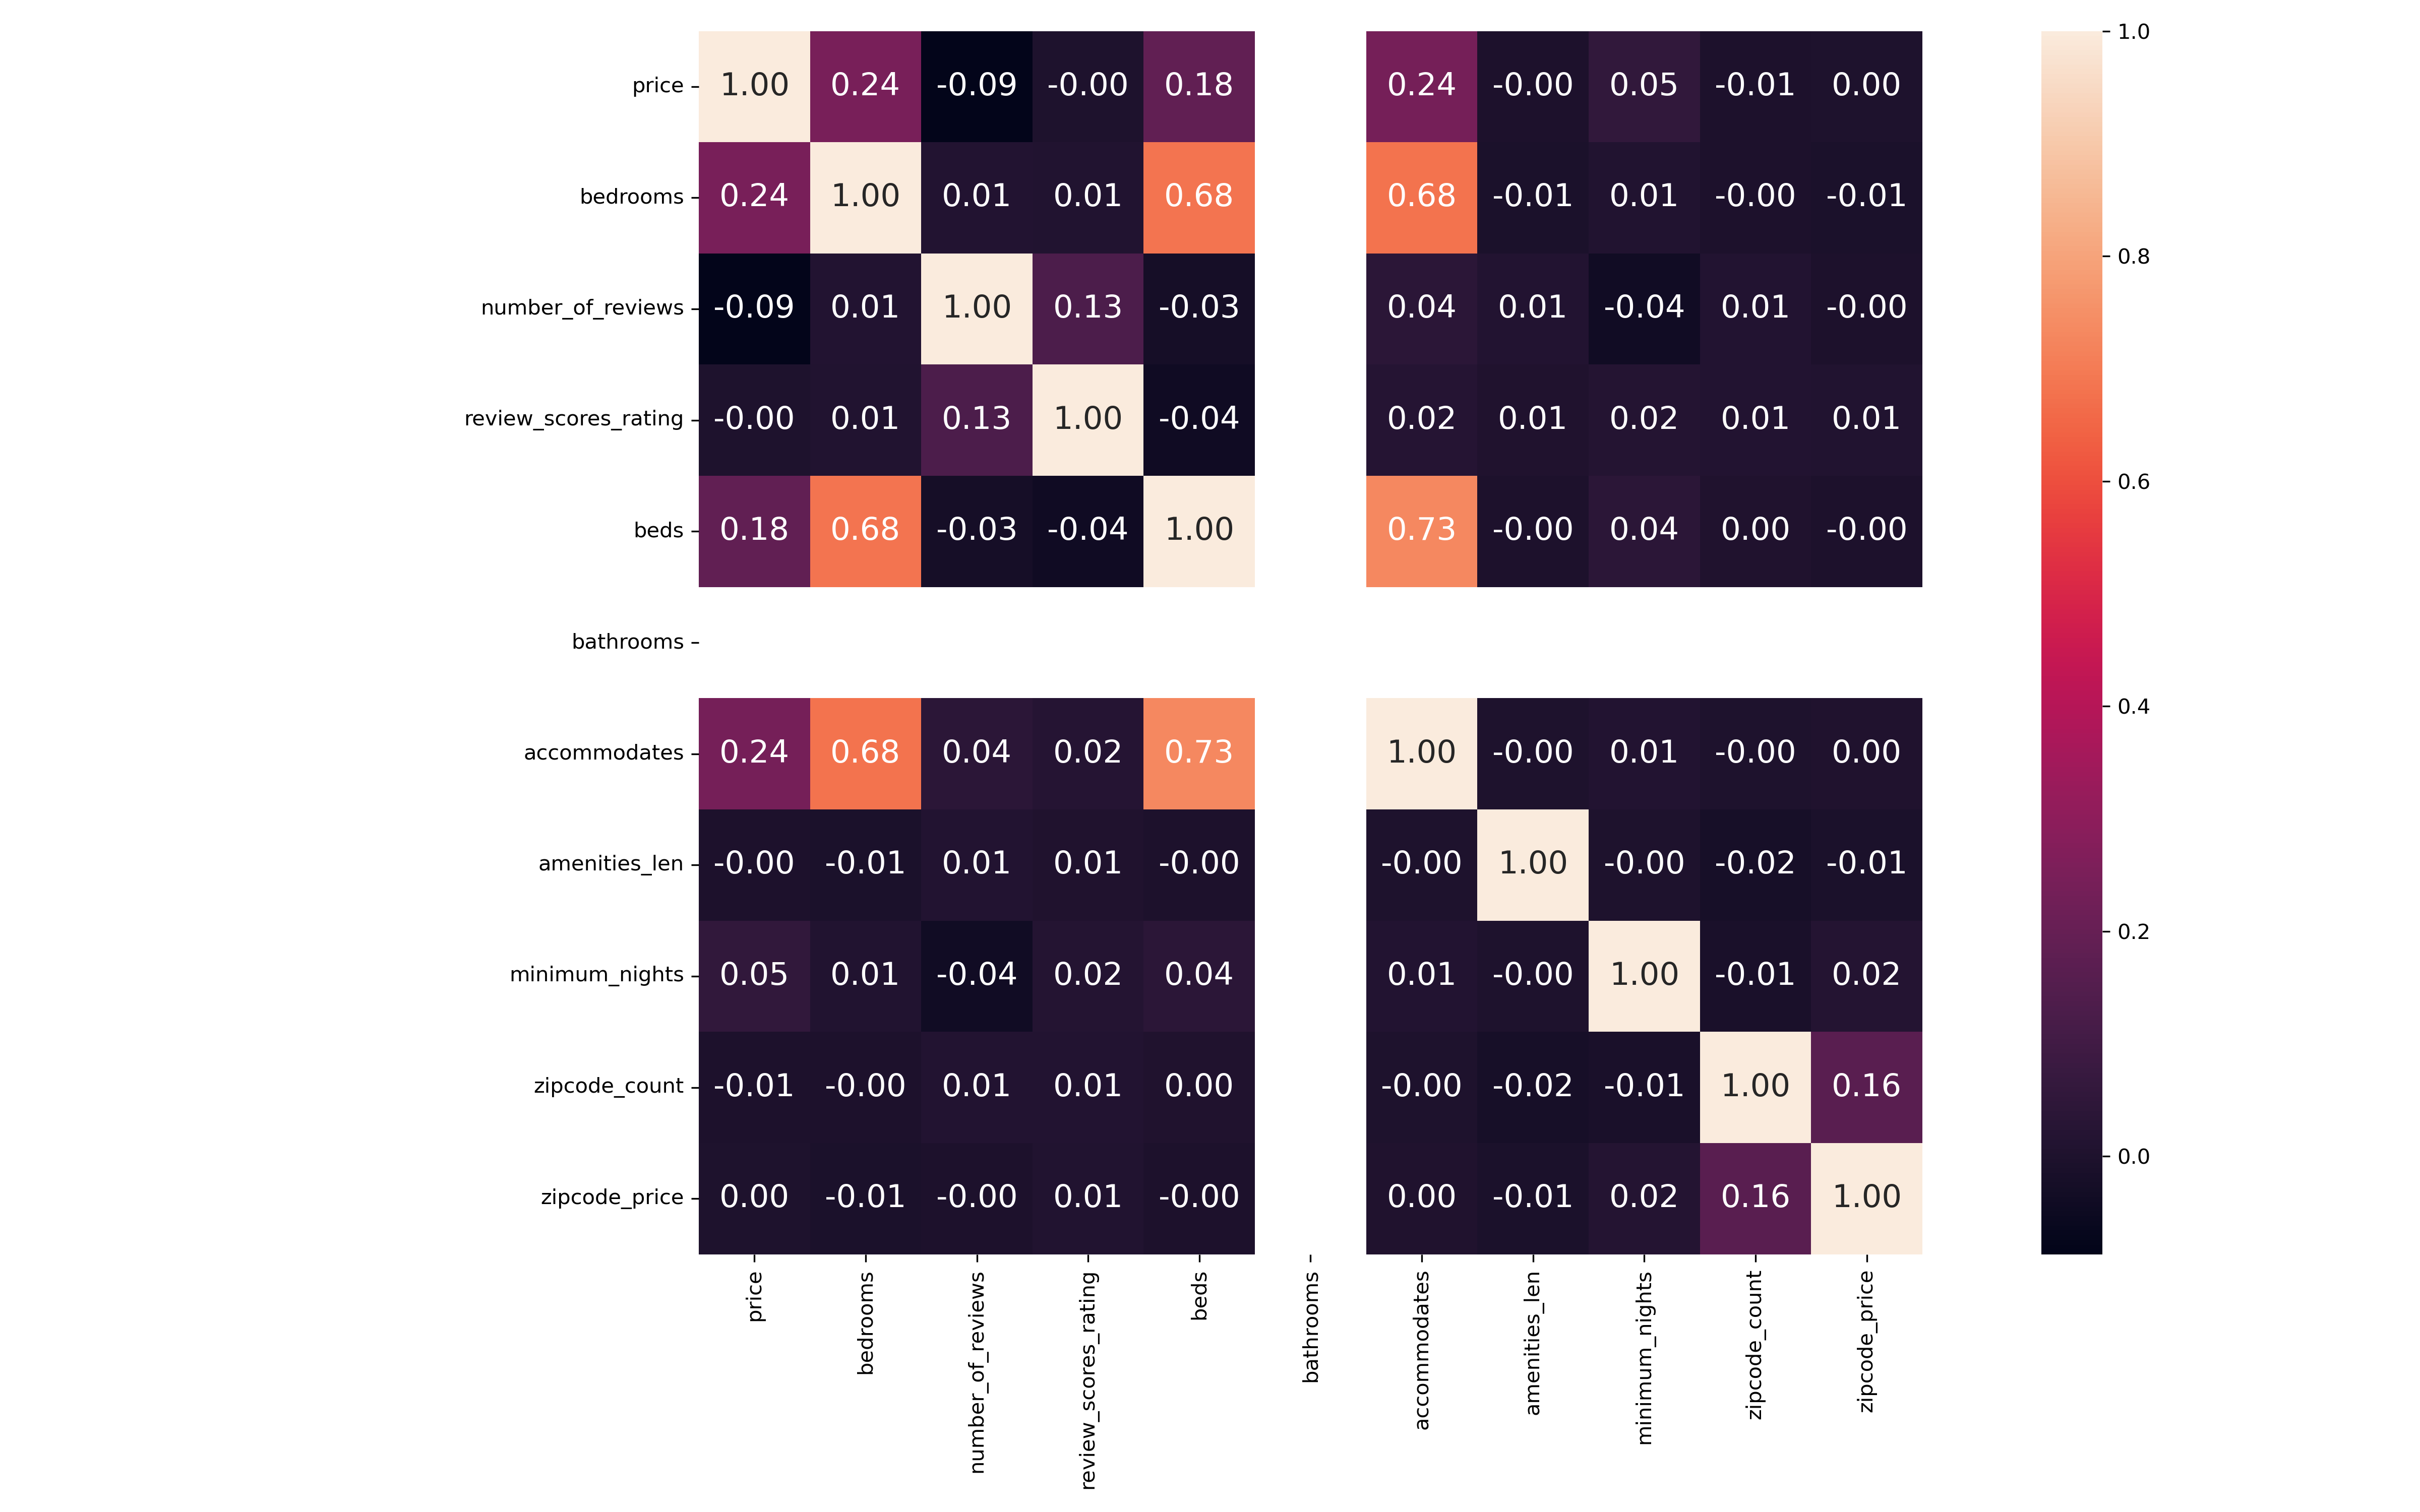 price 1.00 0.24 -0.09 -0.00 0.18 0.24 -0.00 0.05 -0.01 0.00
bedrooms 0.24 1.00 0.01 0.01 0.68 0.68 -0.01 0.01 -0.00 -0.01
number_of_reviews -0.09 0.01 1.00 0.13 -0.03 0.04 0.01 -0.04 0.01 -0.00
review_scores_rating -0.00 0.01 0.13 1.00 -0.04 0.02 0.01 0.02 0.01 0.01
beds 0.18 0.68 -0.03 -0.04 1.00 0.73 -0.00 0.04 0.00 -0.00
bathrooms
accommodates 0.24 0.68 0.04 0.02 0.73 1.00 -0.00 0.01 -0.00 0.00
amenities_len -0.00 -0.01 0.01 0.01 -0.00 -0.00 1.00 -0.00 -0.02 -0.01
minimum_nights 0.05 0.01 -0.04 0.02 0.04 0.01 -0.00 1.00 -0.01 0.02
zipcode_count -0.01 -0.00 0.01 0.01 0.00 -0.00 -0.02 -0.01 1.00 0.16
zipcode_price 0.00 -0.01 -0.00 0.01 -0.00 0.00 -0.01 0.02 0.16 1.00
price
bedrooms
number_of_reviews
review_scores_rating
beds
bathrooms
accommodates
amenities_len
minimum_nights
zipcode_count
zipcode_price
1.0
0.8
0.6
0.4
0.2
0.0